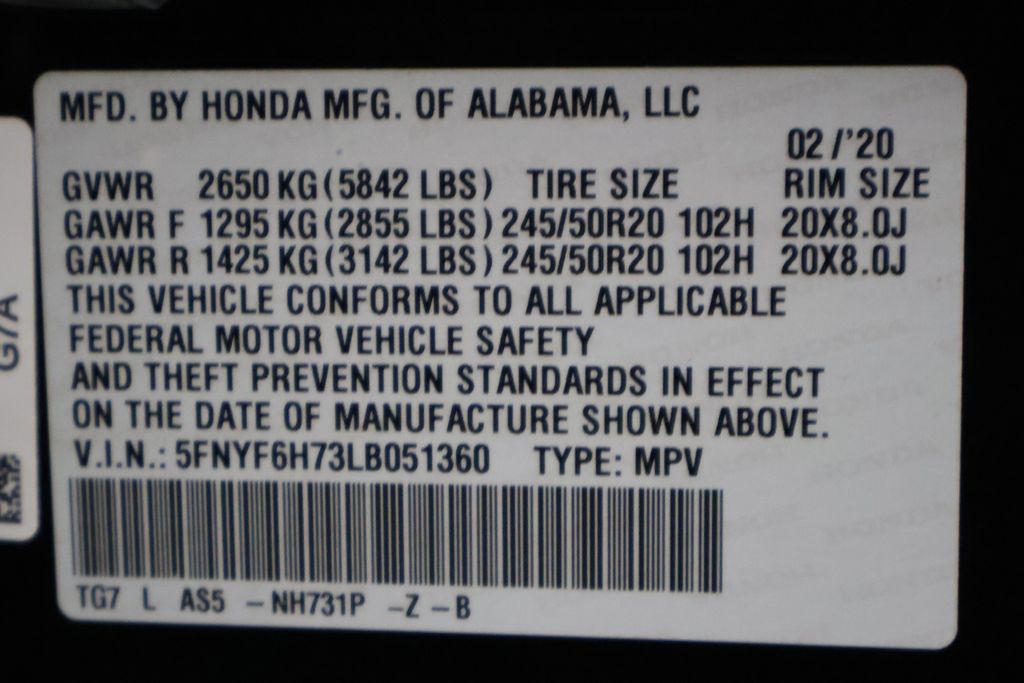 MFD. BY HONDA MFG. OF ALABAMA, LLC
02/'20
GVWR 2650 KG (5842 LBS) TIRE SIZE RIM SIZE
GAWR F 1295 KG (2855 LBS) 245/50R20 102H 20X8.0J
GAWR R 1425 KG (3142 LBS) 245/50R20 102H 20X8.0J
THIS VEHICLE CONFORMS TO ALL APPLICABLE
FEDERAL MOTOR VEHICLE SAFETY
AND THEFT PREVENTION STANDARDS IN EFFECT
ON THE DATE OF MANUFACTURE SHOWN ABOVE.
V.I.N.: 5FNYF6H73LB051360 TYPE: MPV
TG7 L AS5 -NH731P -Z -B
G7A